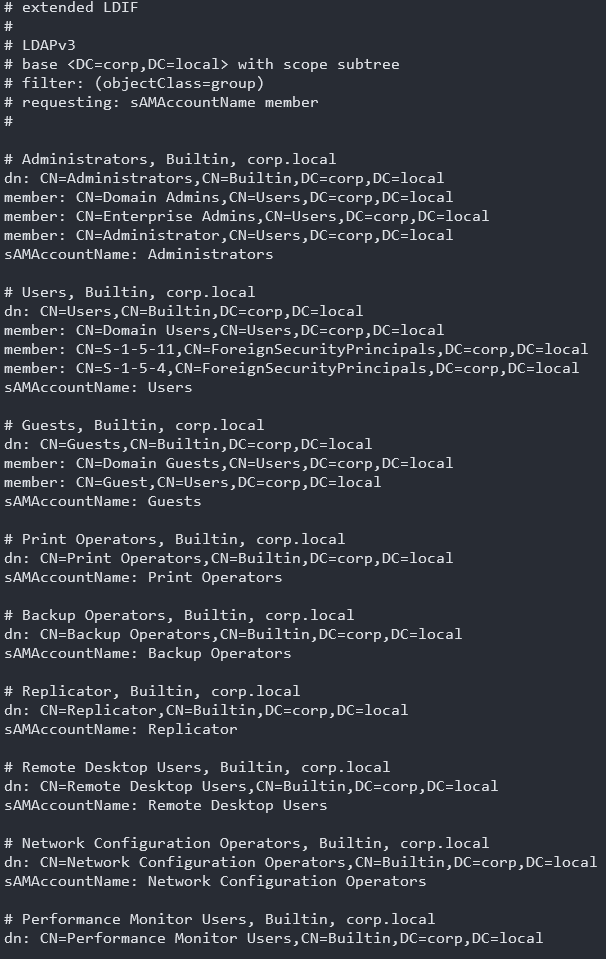 # extended LDIF
#
# LDAPv3
# base <DC=corp,DC=local> with scope subtree
# filter: (objectClass=group)
# requesting: sAMAccountName member
#

# Administrators, Builtin, corp.local
dn: CN=Administrators,CN=Builtin,DC=corp,DC=local
member: CN=Domain Admins,CN=Users,DC=corp,DC=local
member: CN=Enterprise Admins,CN=Users,DC=corp,DC=local
member: CN=Administrator,CN=Users,DC=corp,DC=local
sAMAccountName: Administrators

# Users, Builtin, corp.local
dn: CN=Users,CN=Builtin,DC=corp,DC=local
member: CN=Domain Users,CN=Users,DC=corp,DC=local
member: CN=S-1-5-11,CN=ForeignSecurityPrincipals,DC=corp,DC=local
member: CN=S-1-5-4,CN=ForeignSecurityPrincipals,DC=corp,DC=local
sAMAccountName: Users

# Guests, Builtin, corp.local
dn: CN=Guests,CN=Builtin,DC=corp,DC=local
member: CN=Domain Guests,CN=Users,DC=corp,DC=local
member: CN=Guest,CN=Users,DC=corp,DC=local
sAMAccountName: Guests

# Print Operators, Builtin, corp.local
dn: CN=Print Operators,CN=Builtin,DC=corp,DC=local
sAMAccountName: Print Operators

# Backup Operators, Builtin, corp.local
dn: CN=Backup Operators,CN=Builtin,DC=corp,DC=local
sAMAccountName: Backup Operators

# Replicator, Builtin, corp.local
dn: CN=Replicator,CN=Builtin,DC=corp,DC=local
sAMAccountName: Replicator

# Remote Desktop Users, Builtin, corp.local
dn: CN=Remote Desktop Users,CN=Builtin,DC=corp,DC=local
sAMAccountName: Remote Desktop Users

# Network Configuration Operators, Builtin, corp.local
dn: CN=Network Configuration Operators,CN=Builtin,DC=corp,DC=local
sAMAccountName: Network Configuration Operators

# Performance Monitor Users, Builtin, corp.local
dn: CN=Performance Monitor Users,CN=Builtin,DC=corp,DC=local